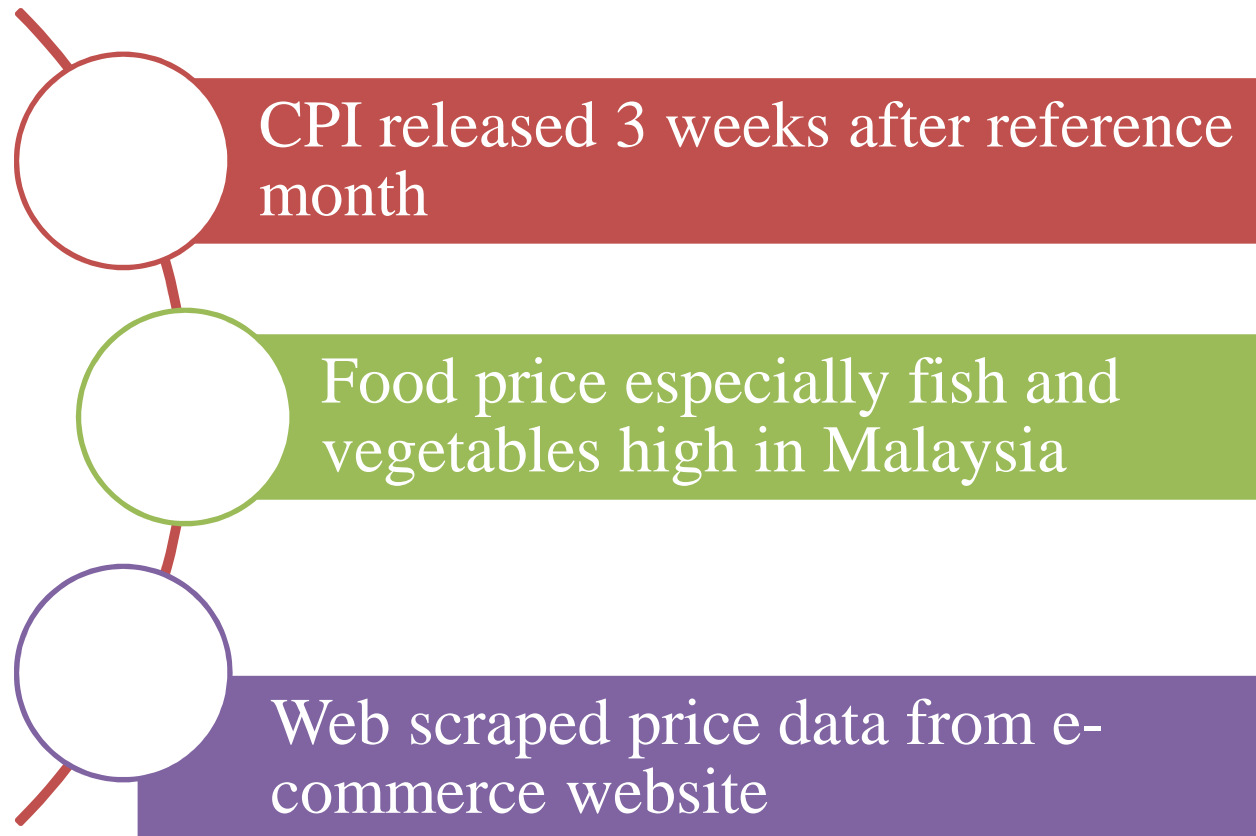 CPI released 3 weeks after reference
month
Food price especially fish and
vegetables high in Malaysia
Web scraped price data from e-
commerce website